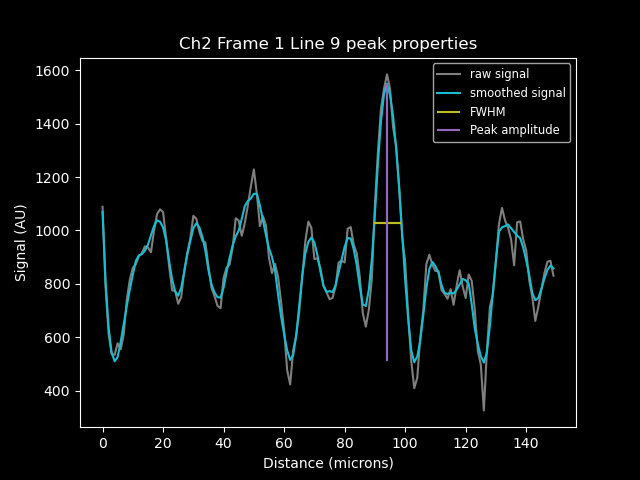 Ch2 Frame 1 Line 9 peak properties
raw signal
smoothed signal
FWHM
Peak amplitude
Signal (AU)
1600
1400
1200
1000
800
600
400
0 20 40 60 80 100 120 140
Distance (microns)